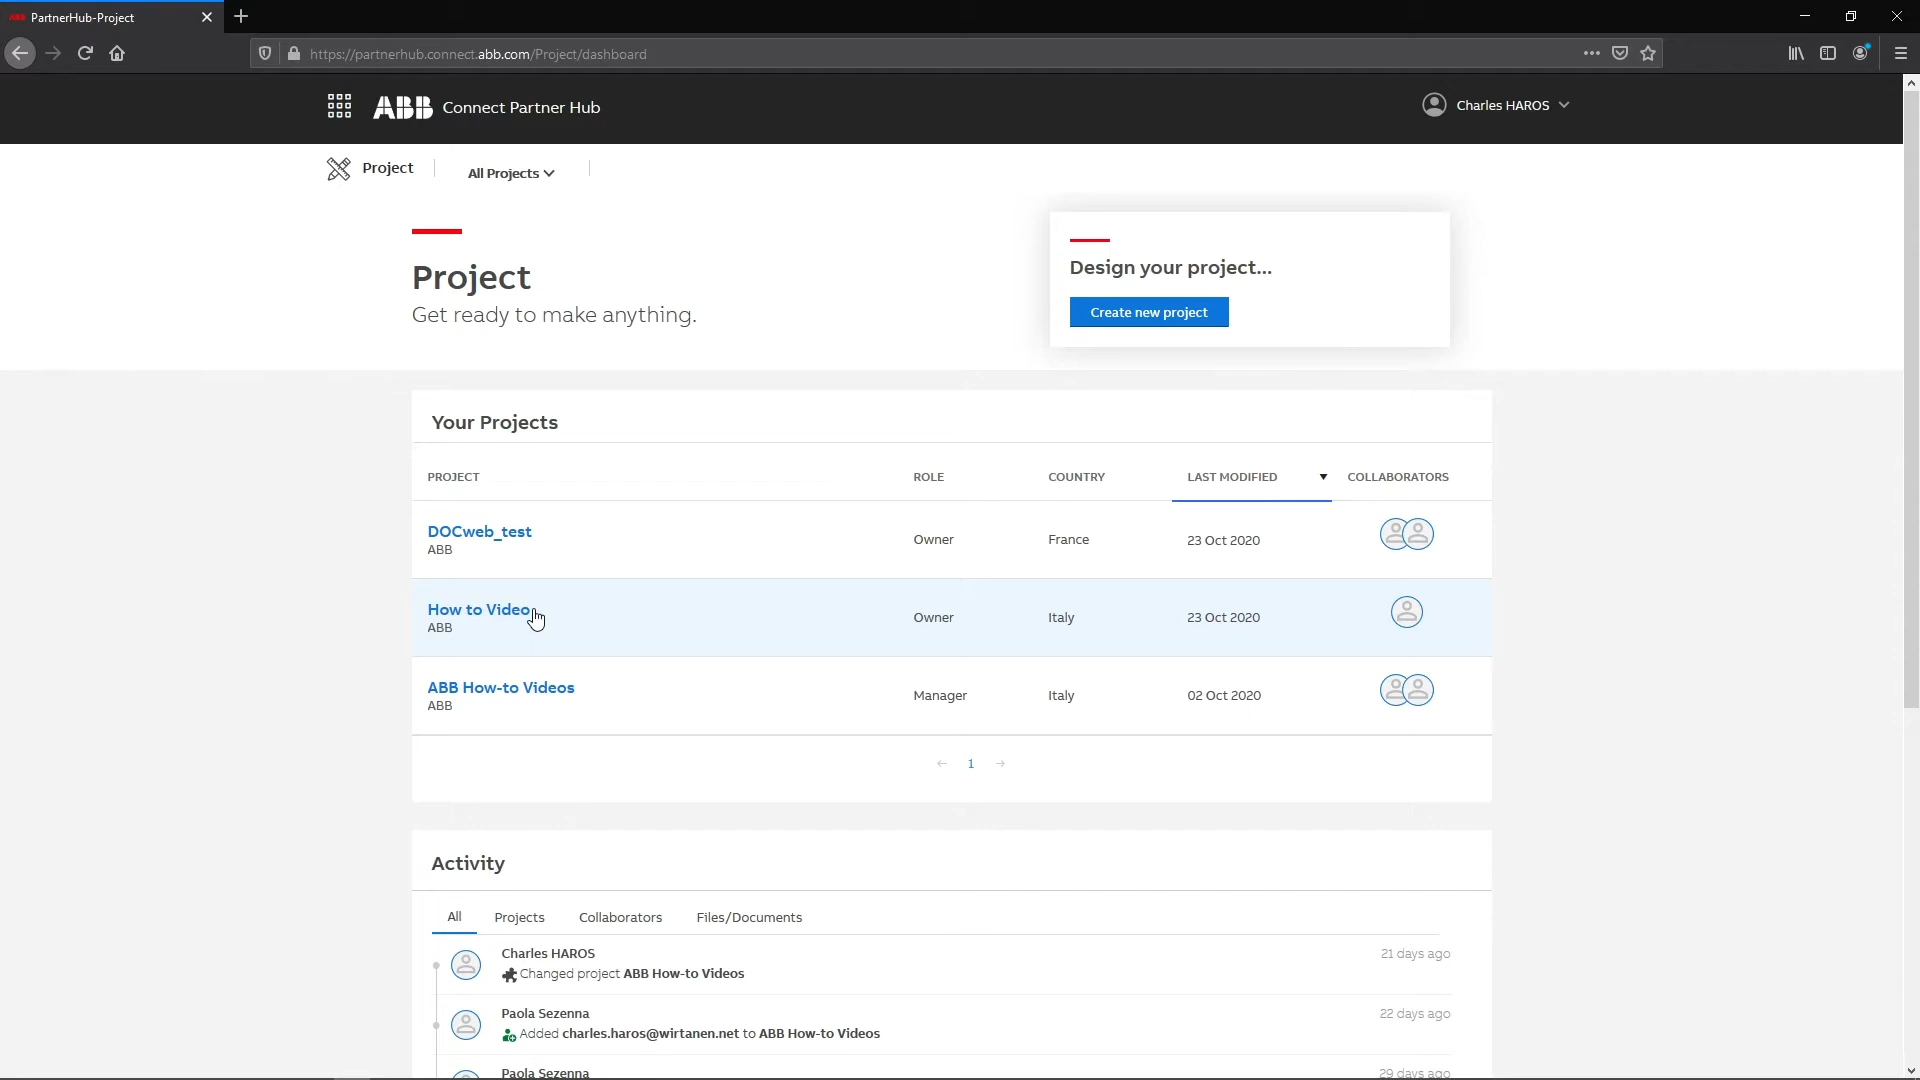 PartnerHub-Project
https://partnerhub.connect.abb.com/Project/dashboard
ABB Connect Partner Hub
Charles HAROS
Project
All Projects
Project
Get ready to make anything.
Design your project...
Create new project
Your Projects
PROJECT ROLE COUNTRY LAST MODIFIED COLLABORATORS
DOCweb_test
ABB
Owner France 23 Oct 2020
How to Video
ABB
Owner Italy 23 Oct 2020
ABB How-to Videos
ABB
Manager Italy 02 Oct 2020
← 1 →
Activity
All Projects Collaborators Files/Documents
Charles HAROS 21 days ago
Changed project ABB How-to Videos
Paola Sezenna 22 days ago
Added charles.haros@wirtanen.net to ABB How-to Videos
Paola Sezenna 29 days ago